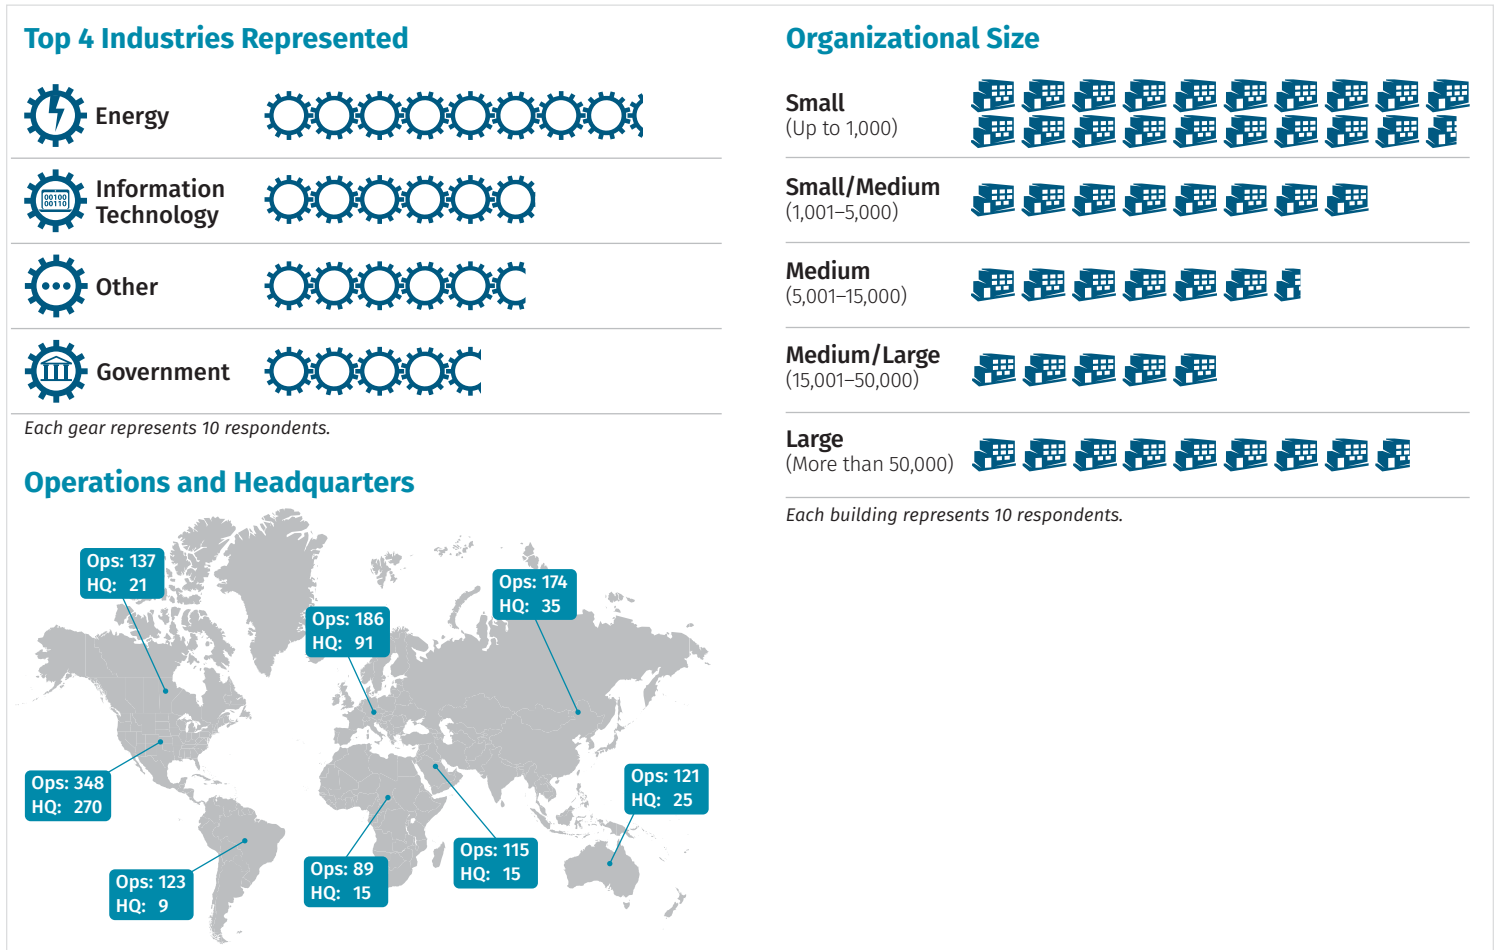 Top 4 Industries Represented
Energy
00100
00110
Information
Technology
Other
Government
Each gear represents 10 respondents.
Operations and Headquarters
Ops: 137
HQ: 21
Ops: 186
HQ: 91
Ops: 174
HQ: 35
Ops: 348
HQ: 270
Ops: 121
HQ: 25
Ops: 115
HQ: 15
Ops: 89
HQ: 15
Ops: 123
HQ: 9
Organizational Size
Small
(Up to 1,000)
Small/Medium
(1,001–5,000)
Medium
(5,001–15,000)
Medium/Large
(15,001–50,000)
Large
(More than 50,000)
Each building represents 10 respondents.